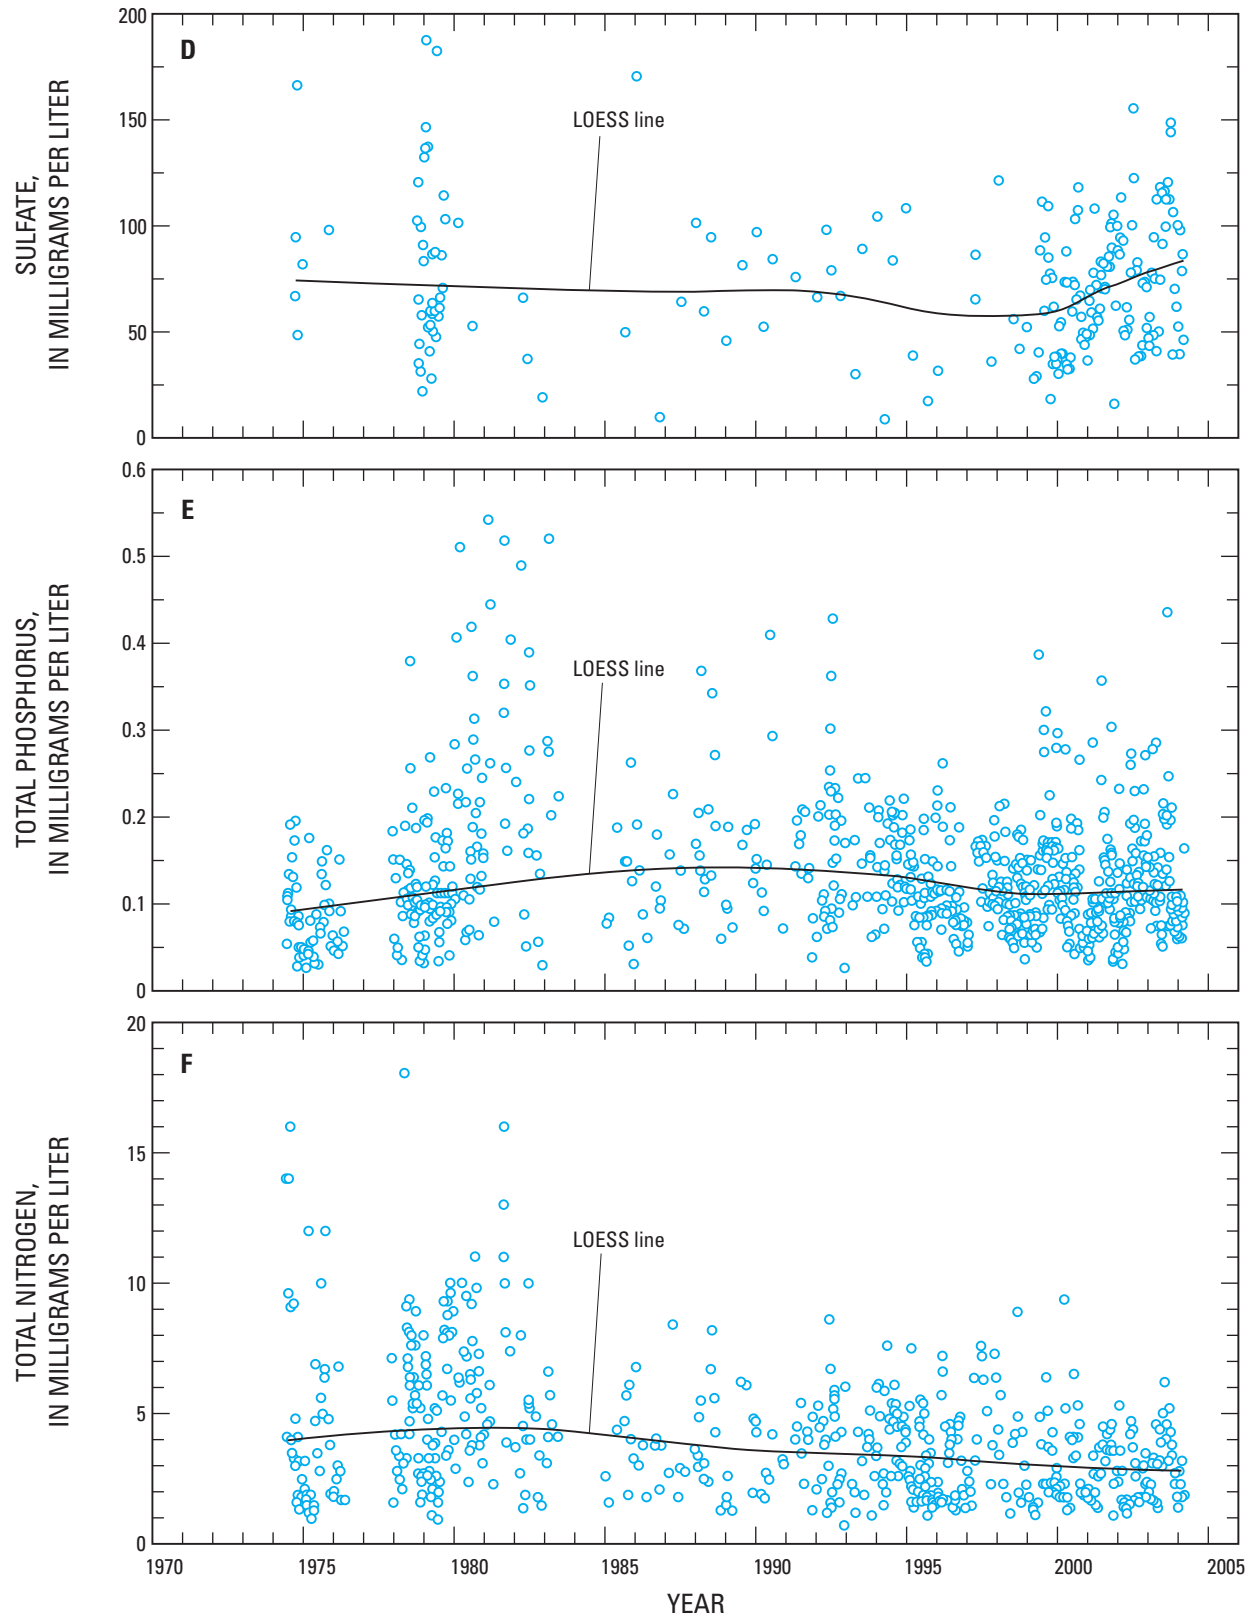 D
SULFATE,
IN MILLIGRAMS PER LITER
200
150
100
50
0
LOESS line
E
TOTAL PHOSPHORUS,
IN MILLIGRAMS PER LITER
0.6
0.5
0.4
0.3
0.2
0.1
0
LOESS line
F
TOTAL NITROGEN,
IN MILLIGRAMS PER LITER
20
15
10
5
0
LOESS line
1970 1975 1980 1985 1990 1995 2000 2005
YEAR